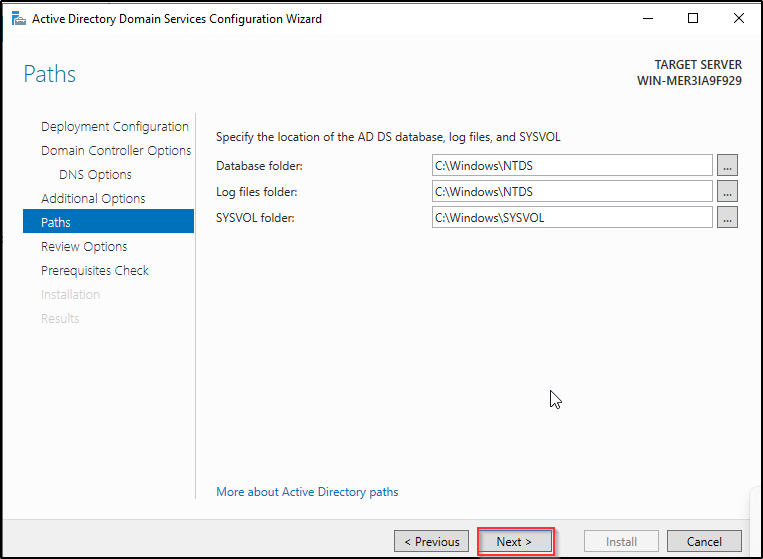 Active Directory Domain Services Configuration Wizard
Paths
TARGET SERVER
WIN-MER3IA9F929
Deployment Configuration
Domain Controller Options
DNS Options
Additional Options
Paths
Review Options
Prerequisites Check
Installation
Results
Specify the location of the AD DS database, log files, and SYSVOL
Database folder: C:\Windows\NTDS ...
Log files folder: C:\Windows\NTDS ...
SYSVOL folder: C:\Windows\SYSVOL ...
More about Active Directory paths
< Previous Next > Install Cancel